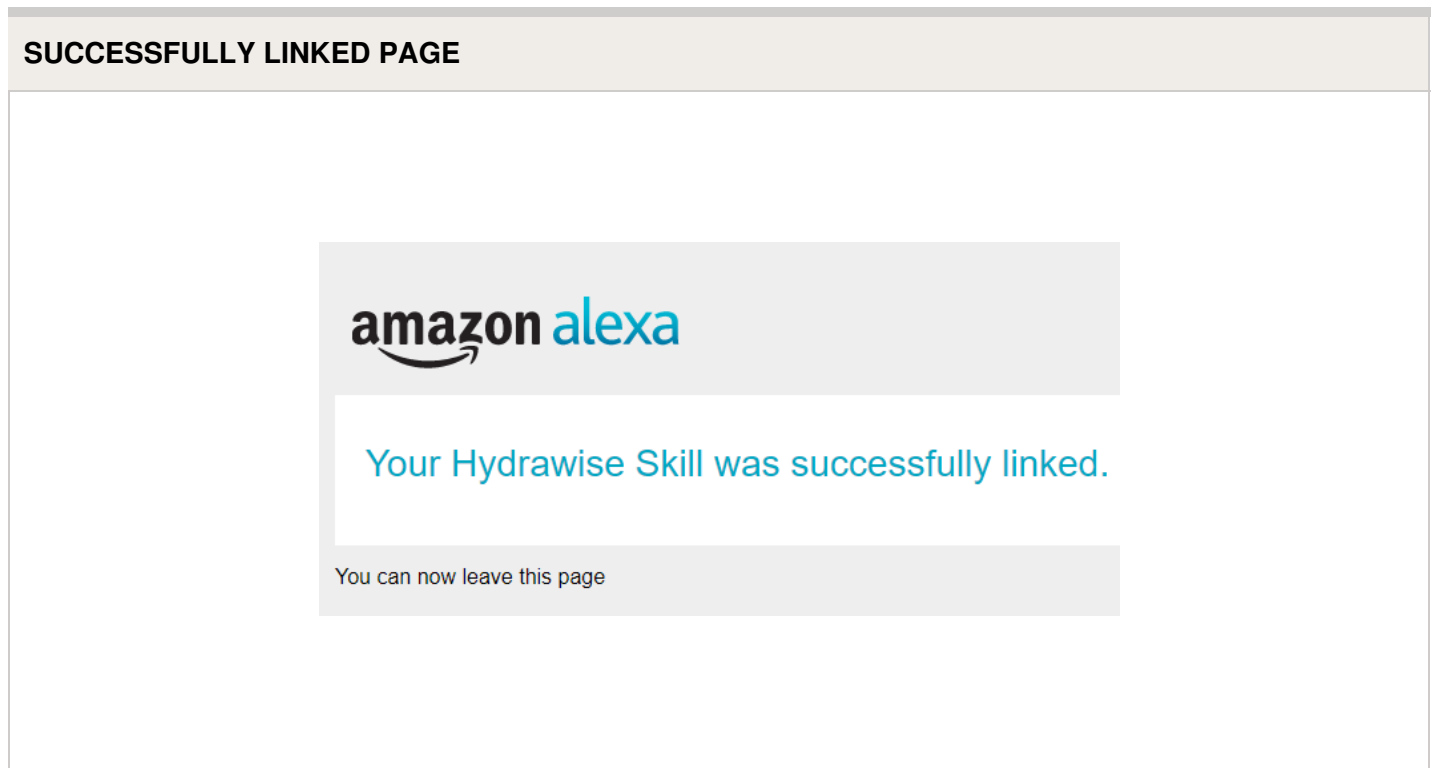 SUCCESSFULLY LINKED PAGE
amazon alexa
Your Hydrawise Skill was successfully linked.
You can now leave this page